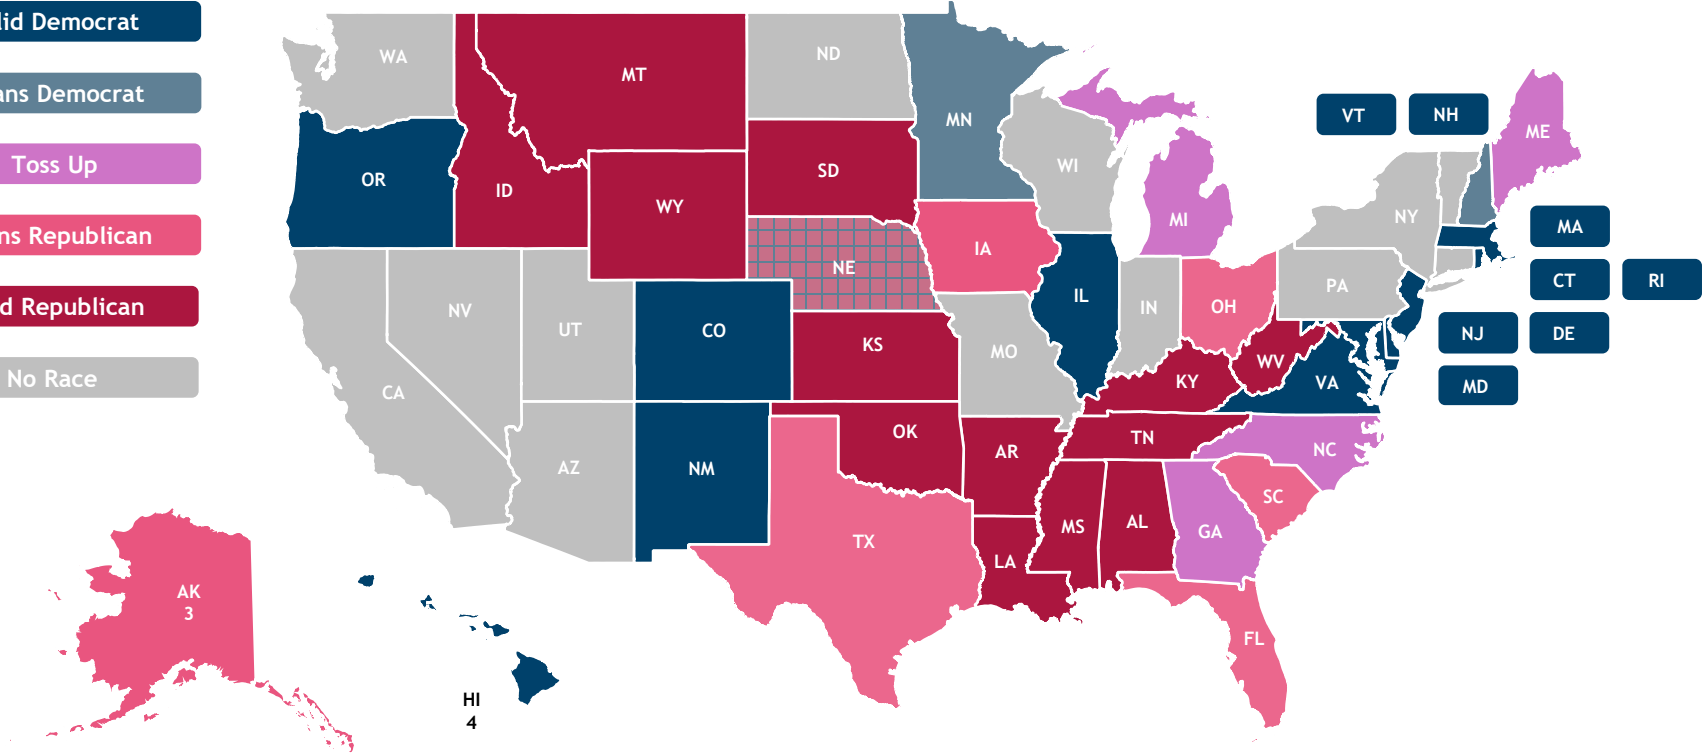 lid Democrat
ans Democrat
Toss Up
ns Republican
d Republican
No Race
WA
MT
ND
MN
OR
ID
WY
SD
WI
MI
VT
NH
ME
NY
MA
NE
IA
NV
UT
CO
KS
MO
IL
IN
OH
PA
CT
RI
NJ
DE
MD
CA
AZ
NM
OK
AR
TN
KY
WV
VA
NC
SC
GA
AL
MS
LA
TX
FL
AK
3
HI
4